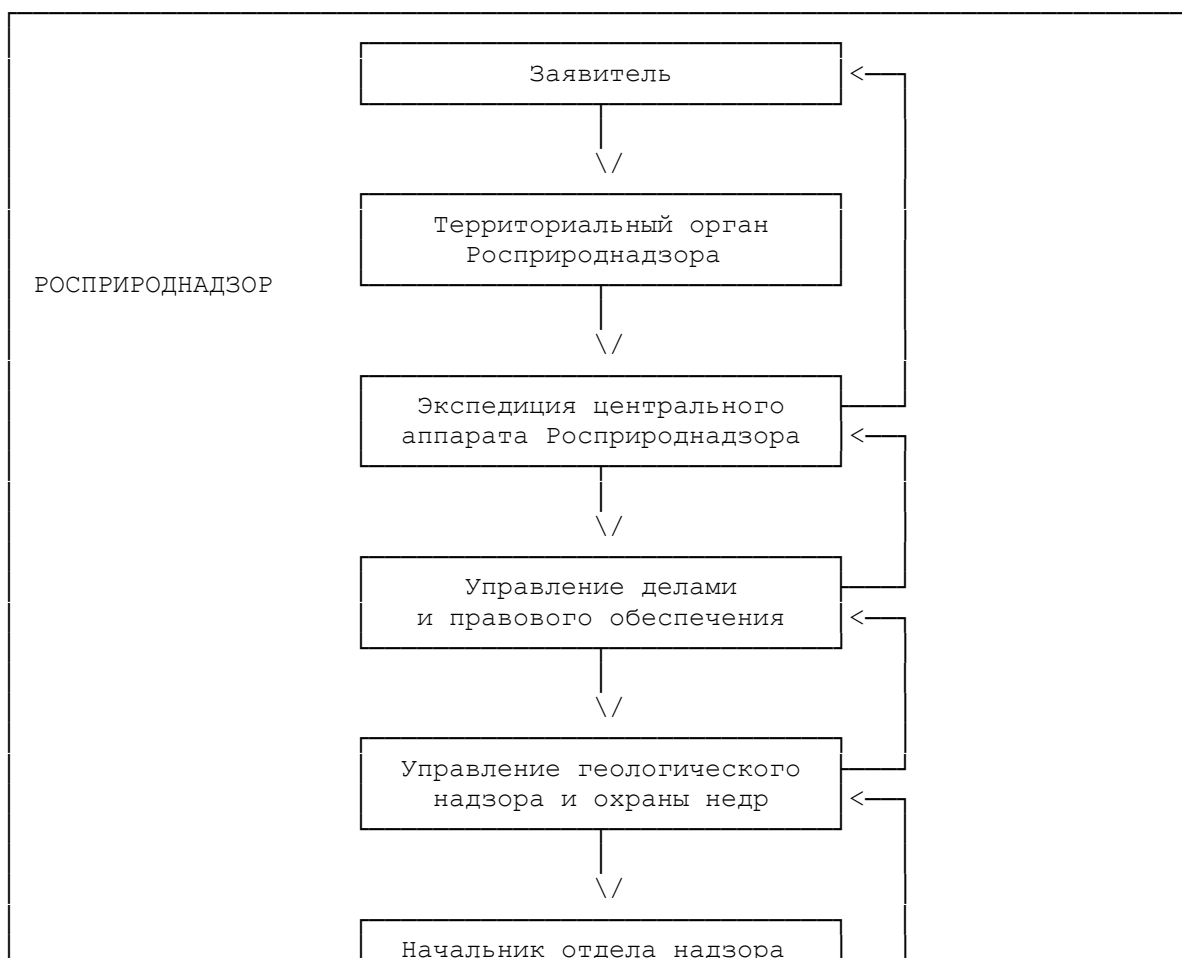 Заявитель
Территориальный орган
Росприроднадзора
РОСПРИРОДНАДЗОР
Экспедиция центрального
аппарата Росприроднадзора
Управление делами
и правового обеспечения
Управление геологического
надзора и охраны недр
Начальник отдела надзора